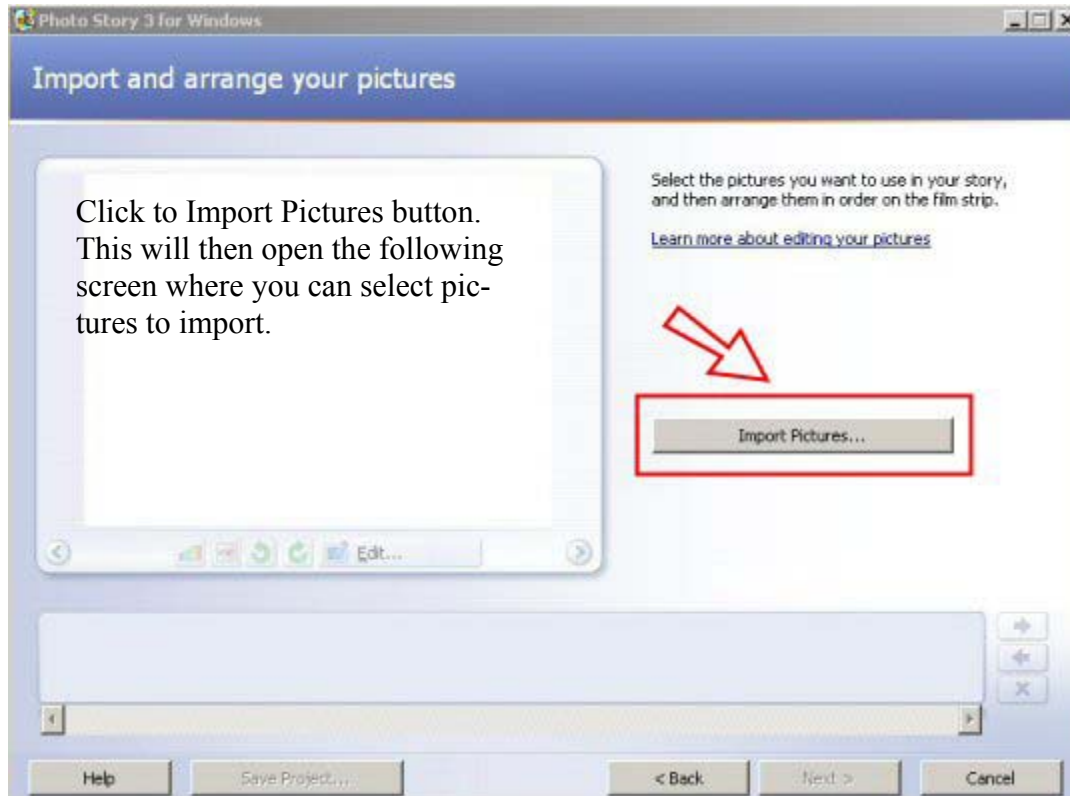 Photo Story 3 for Windows
Import and arrange your pictures
Click to Import Pictures button.
This will then open the following
screen where you can select pic-
tures to import.
Select the pictures you want to use in your story,
and then arrange them in order on the film strip.
Learn more about editing your pictures
Import Pictures...
Edit...
Help
Save Project...
< Back
Next >
Cancel